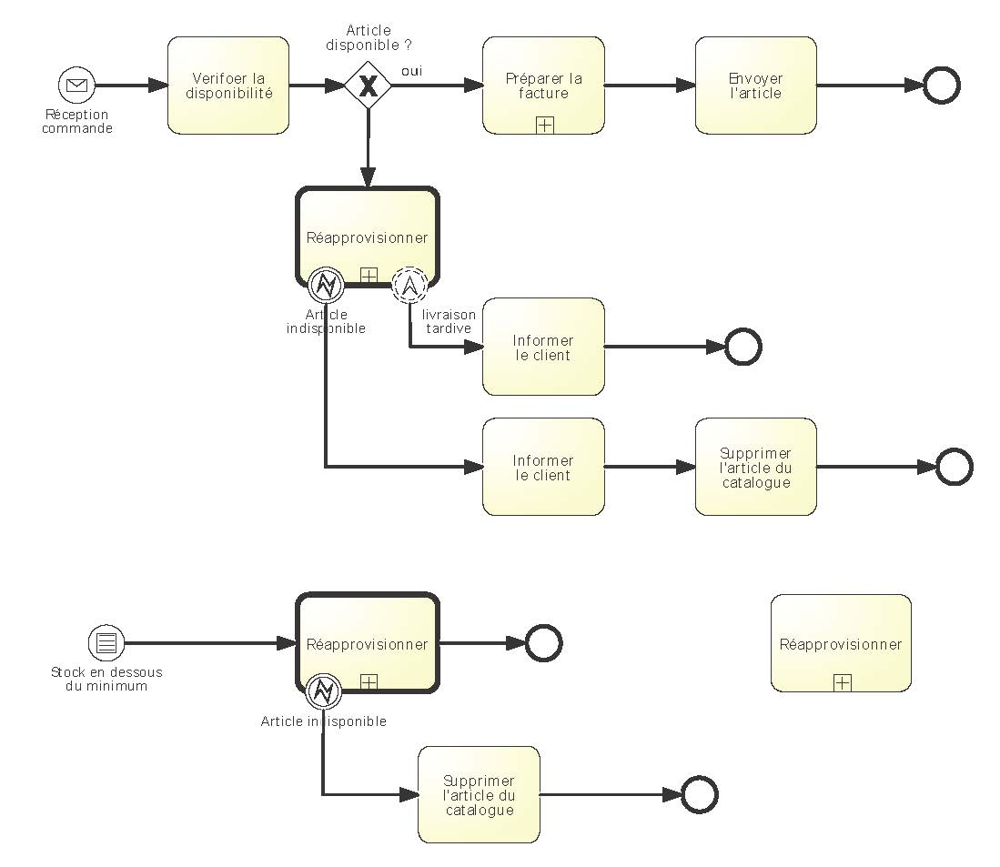 Article
disponible ?
oui
Verifoer la
disponibilité
Préparer la
facture
Envoyer
l'article
Réception
commande
Réapprovisionner
Article
indisponible
livraison
tardive
Informer
le client
Informer
le client
Supprimer
l'article du
catalogue
Réapprovisionner
Réapprovisionner
Stock en dessous
du minimum
Article indisponible
Supprimer
l'article du
catalogue